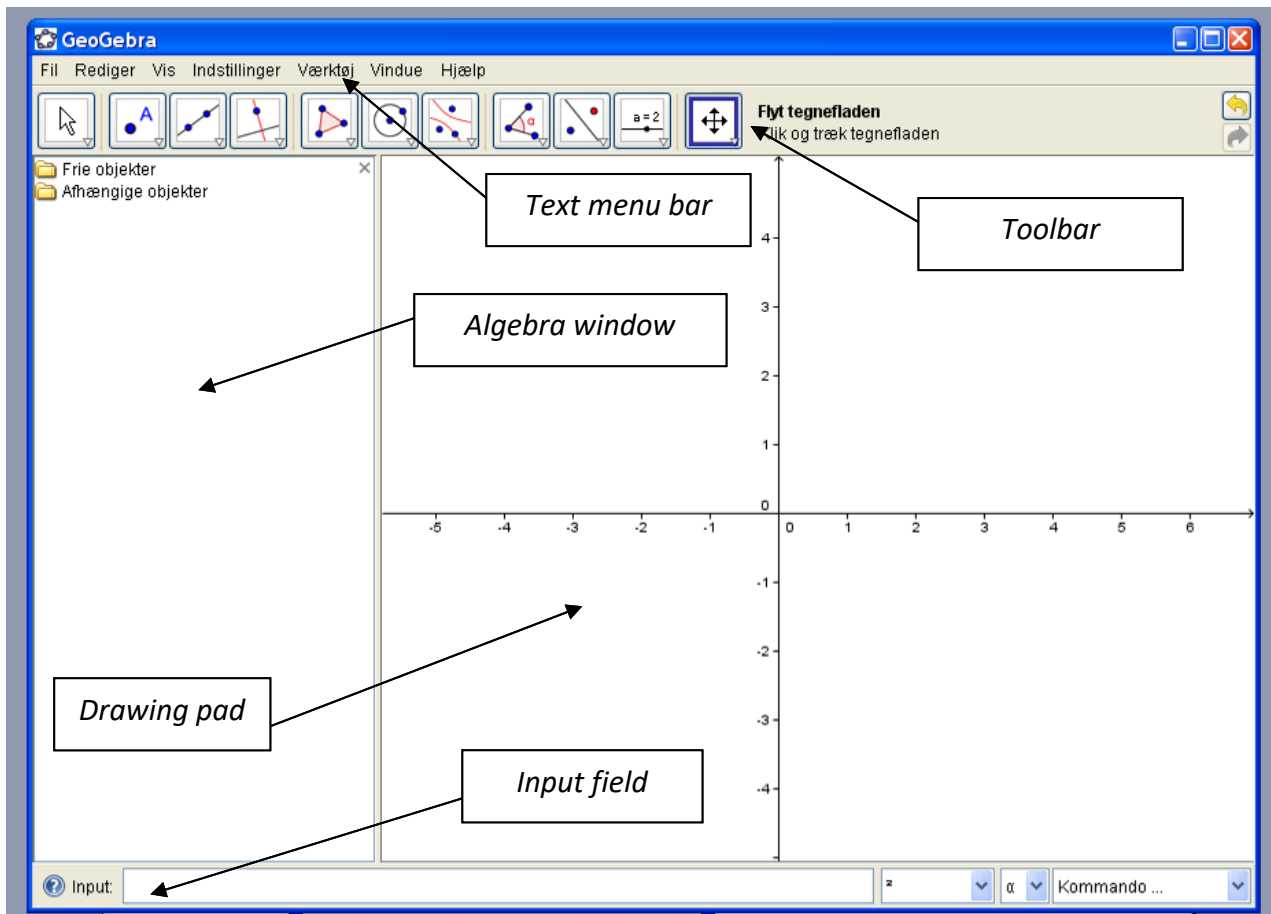 GeoGebra
Fil Rediger Vis Indstillinger Værktøj Vindue Hjælp
A α a = 2 Flyt tegnefladen
Klik og træk tegnefladen
Frie objekter
Afhængige objekter
Text menu bar
Toolbar
Algebra window
4
3
2
1
0
-5 -4 -3 -2 -1 0 1 2 3 4 5 6
-1
-2
-3
-4
Drawing pad
Input field
Input: ² α Kommando ...